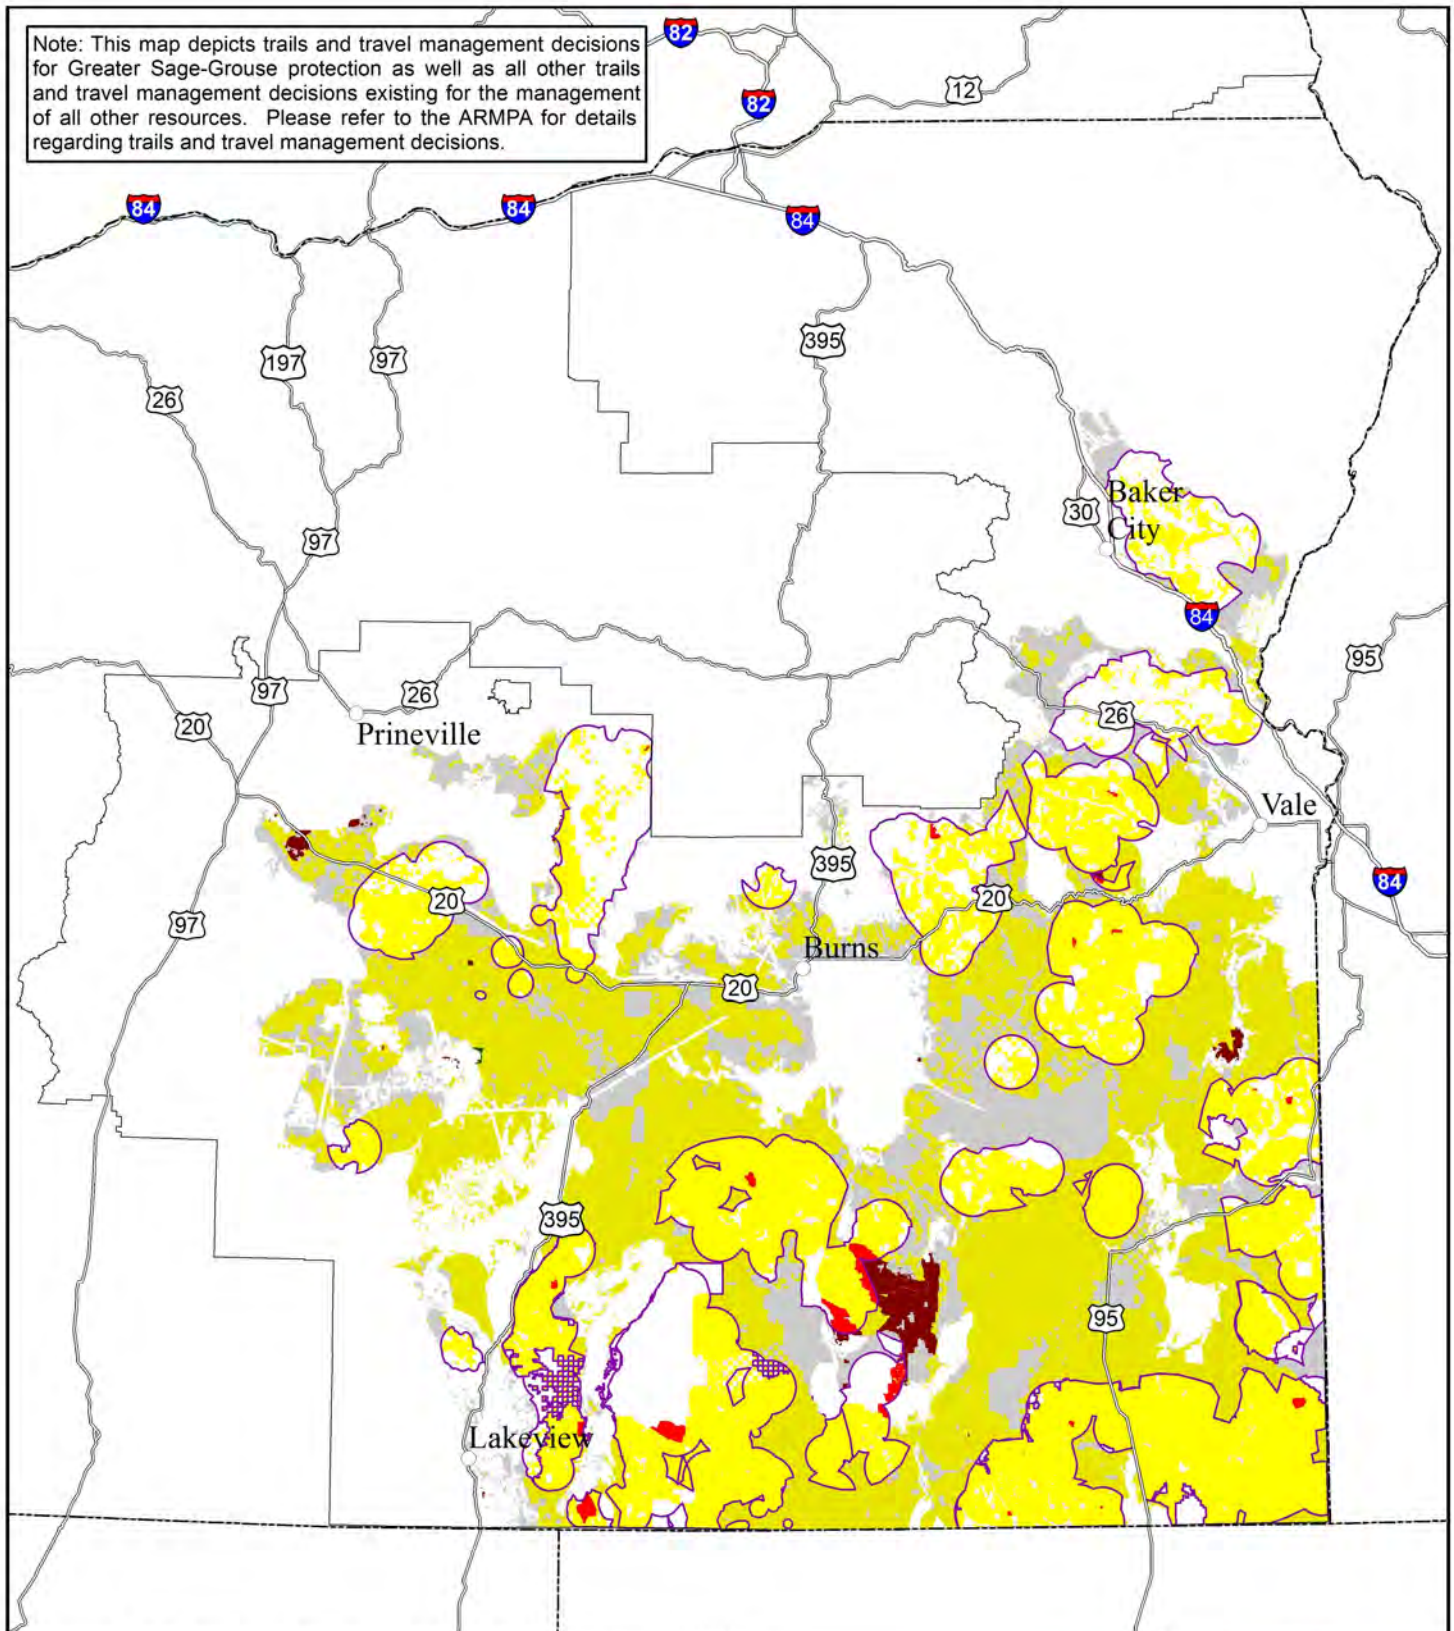 Note: This map depicts trails and travel management decisions
for Greater Sage-Grouse protection as well as all other trails
and travel management decisions existing for the management
of all other resources. Please refer to the ARMPA for details
regarding trails and travel management decisions.
82
82
12
84
84
84
197
97
395
26
Baker
City
30
97
84
95
97
26
20
26
Prineville
Vale
395
84
20
20
97
Burns
20
395
95
Lakeview